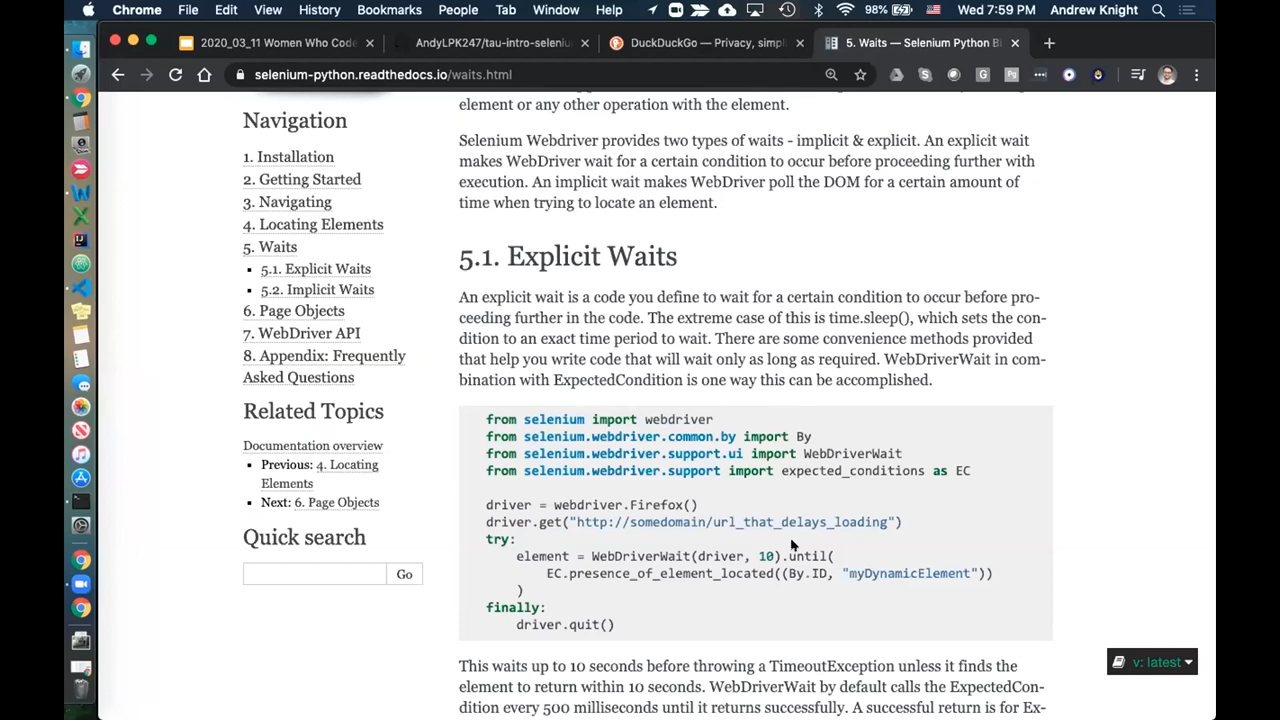 Chrome File Edit View History Bookmarks People Tab Window Help 98% Wed 7:59 PM Andrew Knight
2020_03_11 Women Who Cod
AndyLPK247/tau-intro-seleniu
DuckDuckGo — Privacy, sim
5. Waits — Selenium Python Bi
selenium-python.readthedocs.io/waits.html
Navigation
1. Installation
2. Getting Started
3. Navigating
4. Locating Elements
5. Waits
5.1. Explicit Waits
5.2. Implicit Waits
6. Page Objects
7. WebDriver API
8. Appendix: Frequently
Asked Questions
Related Topics
Documentation overview
Previous: 4. Locating
Elements
Next: 6. Page Objects
Quick search
Go
element or any other operation with the element.
Selenium Webdriver provides two types of waits - implicit & explicit. An explicit wait
makes WebDriver wait for a certain condition to occur before proceeding further with
execution. An implicit wait makes WebDriver poll the DOM for a certain amount of
time when trying to locate an element.
5.1. Explicit Waits
An explicit wait is a code you define to wait for a certain condition to occur before pro-
ceeding further in the code. The extreme case of this is time.sleep(), which sets the con-
dition to an exact time period to wait. There are some convenience methods provided
that help you write code that will wait only as long as required. WebDriverWait in com-
bination with ExpectedCondition is one way this can be accomplished.
from selenium import webdriver
from selenium.webdriver.common.by import By
from selenium.webdriver.support.ui import WebDriverWait
from selenium.webdriver.support import expected_conditions as EC
driver = webdriver.Firefox()
driver.get("http://somedomain/url_that_delays_loading")
try:
element = WebDriverWait(driver, 10).until(
EC.presence_of_element_located((By.ID, "myDynamicElement"))
)
finally:
driver.quit()
This waits up to 10 seconds before throwing a TimeoutException unless it finds the
element to return within 10 seconds. WebDriverWait by default calls the ExpectedCon-
dition every 500 milliseconds until it returns successfully. A successful return is for Ex-
v: latest